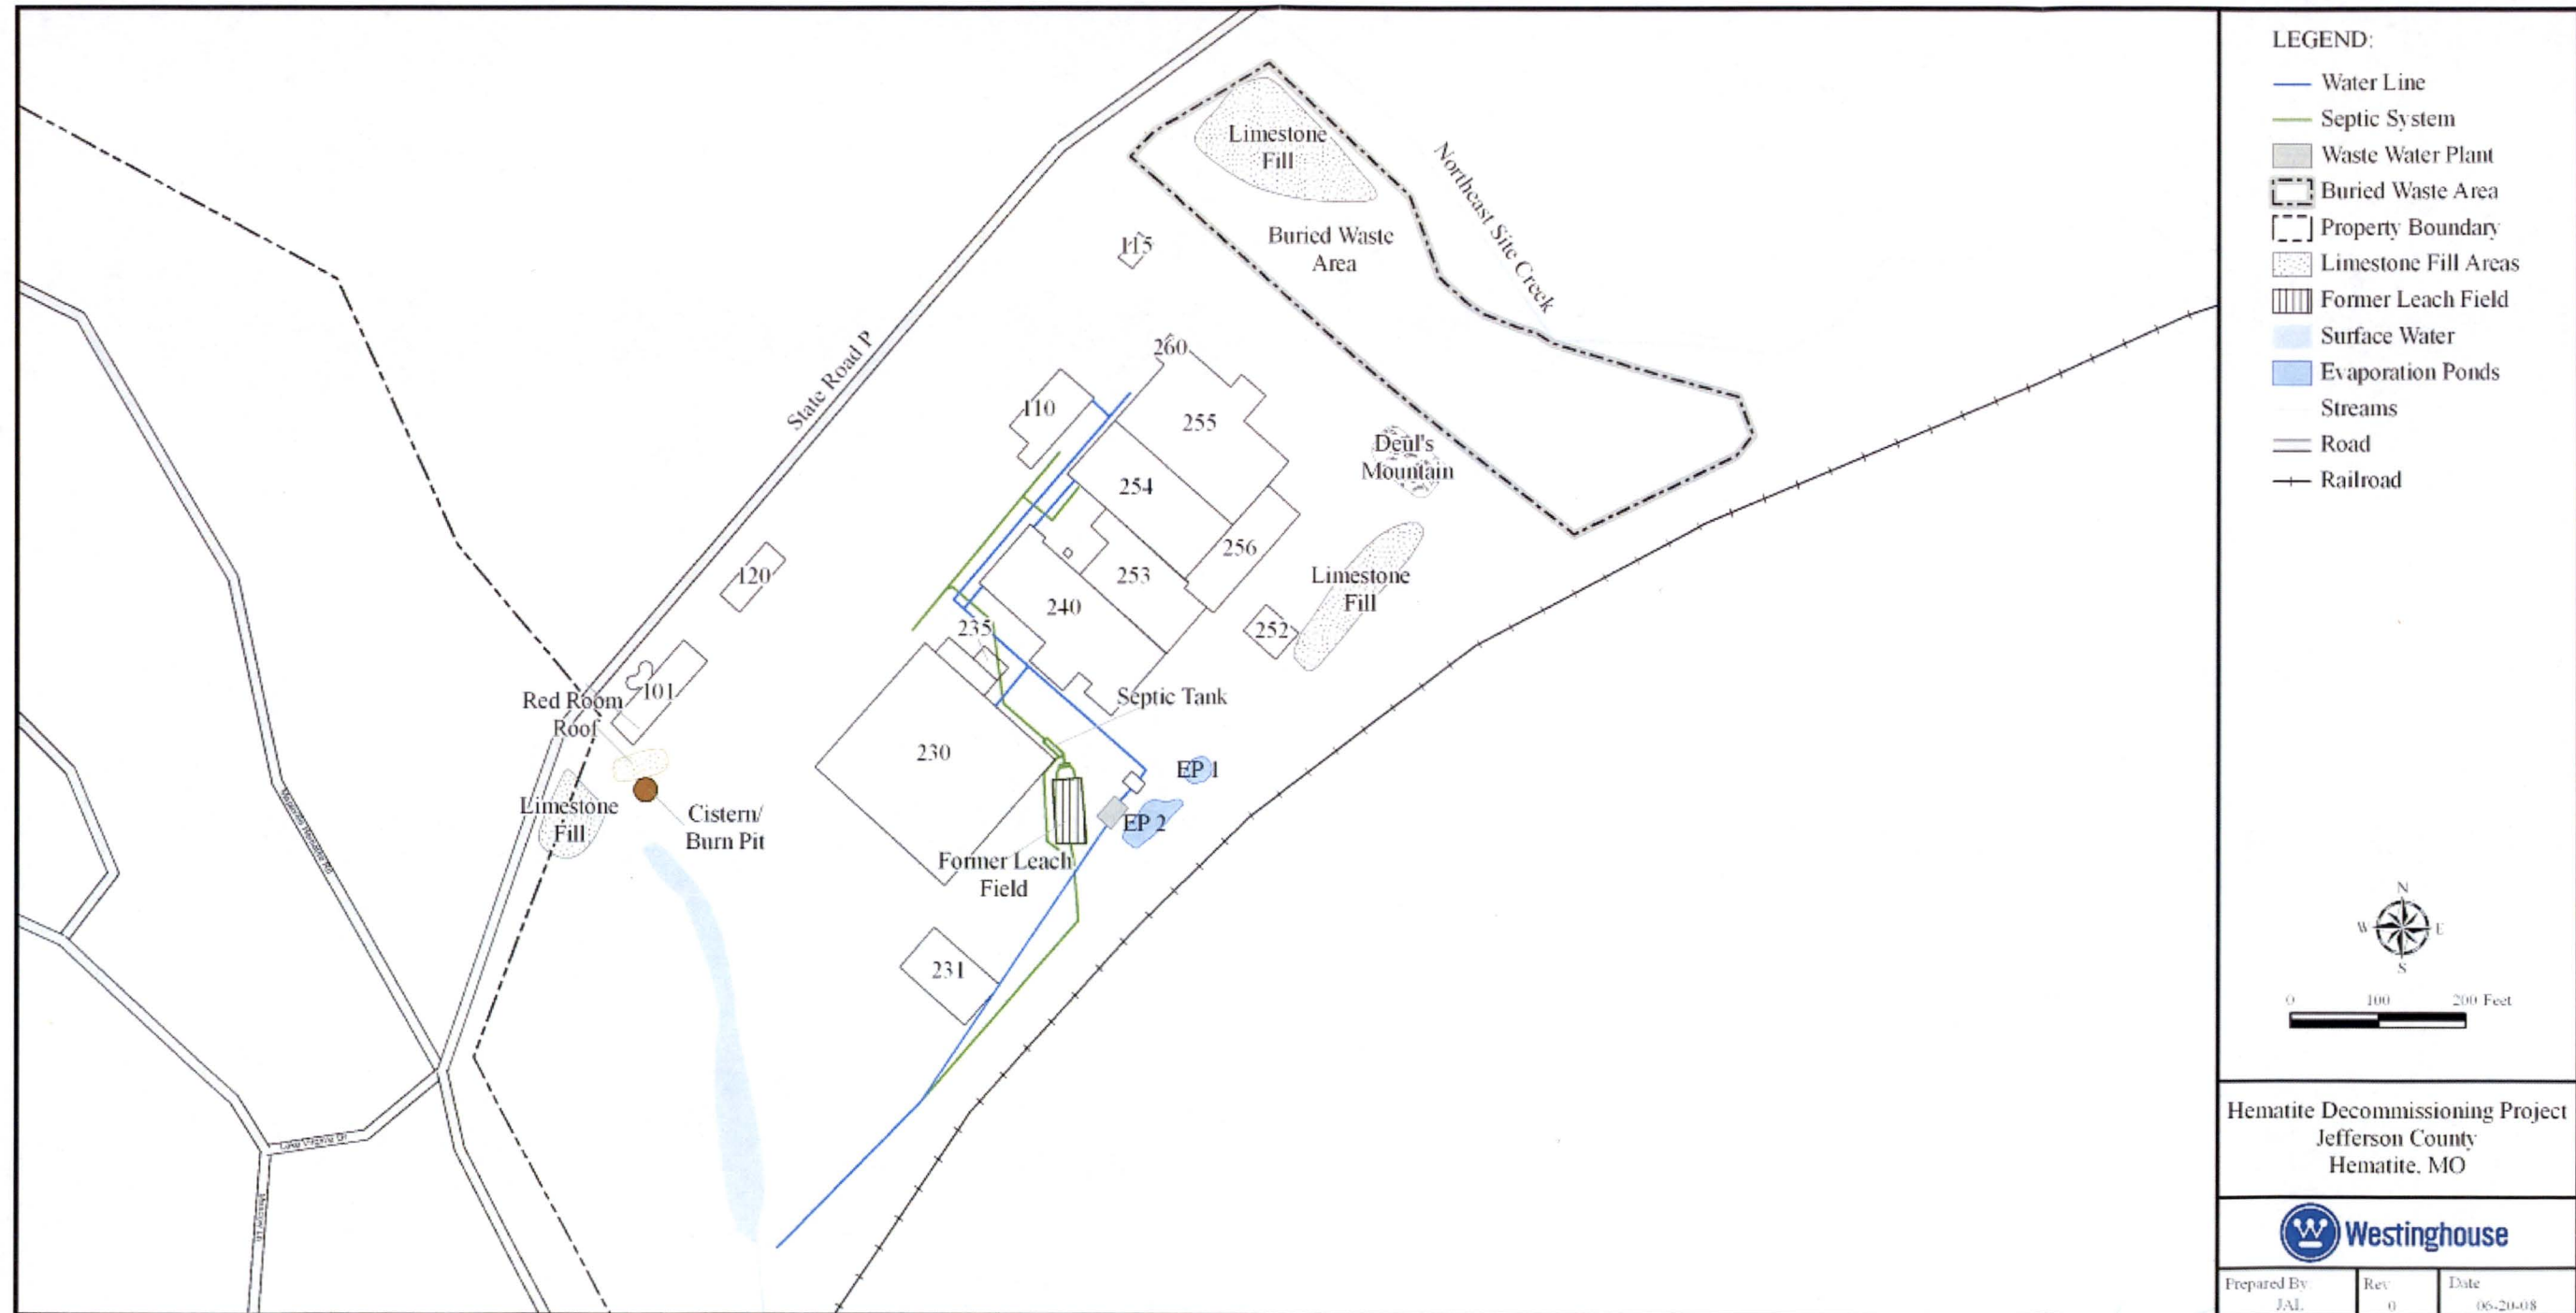 LEGEND:
Water Line
Septic System
Waste Water Plant
Buried Waste Area
Property Boundary
Limestone Fill Areas
Former Leach Field
Surface Water
Evaporation Ponds
Streams
Road
Railroad
Limestone
Fill
Buried Waste
Area
Northeast Site Creek
115
State Road P
260
110
255
254
Deul's
Mountain
256
253
120
240
Limestone
Fill
235
252
101
Red Room
Roof
Septic Tank
230
EP 1
Limestone
Fill
Cistern/
Burn Pit
EP 2
Former Leach
Field
231
N
W
E
S
0
100
200 Feet
Hematite Decommissioning Project
Jefferson County
Hematite, MO
Westinghouse
Prepared By
JAL
Rev
0
Date
06-20-08